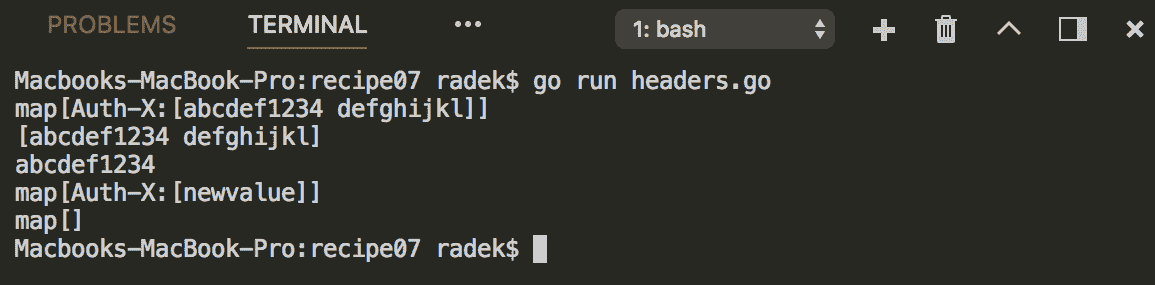 PROBLEMS TERMINAL ••• 1: bash
Macbooks-MacBook-Pro:recipe07 radek$ go run headers.go
map[Auth-X:[abcdef1234 defghijkl]]
[abcdef1234 defghijkl]
abcdef1234
map[Auth-X:[newvalue]]
map[]
Macbooks-MacBook-Pro:recipe07 radek$